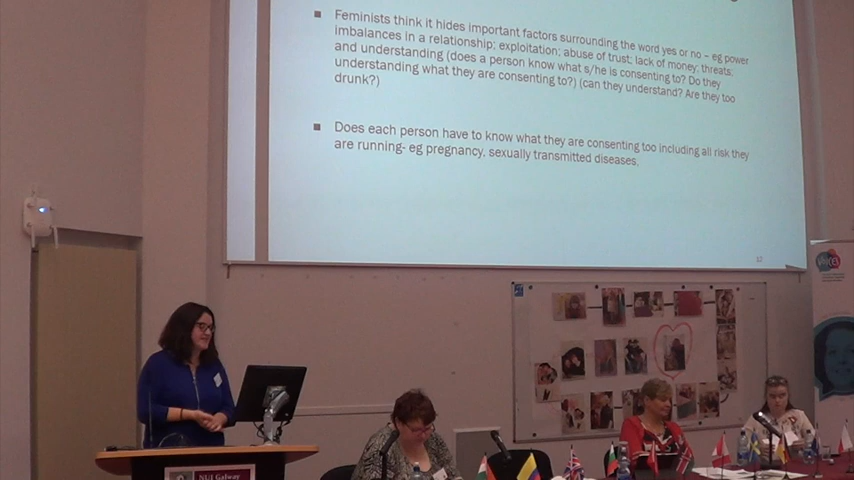 Feminists think it hides important factors surrounding the word yes or no – eg power
imbalances in a relationship; exploitation; abuse of trust; lack of money; threats;
and understanding (does a person know what s/he is consenting to? Do they
understanding what they are consenting to?) (can they understand? Are they too
drunk?)
Does each person have to know what they are consenting too including all risk they
are running- eg pregnancy, sexually transmitted diseases.
12
NUI Galway